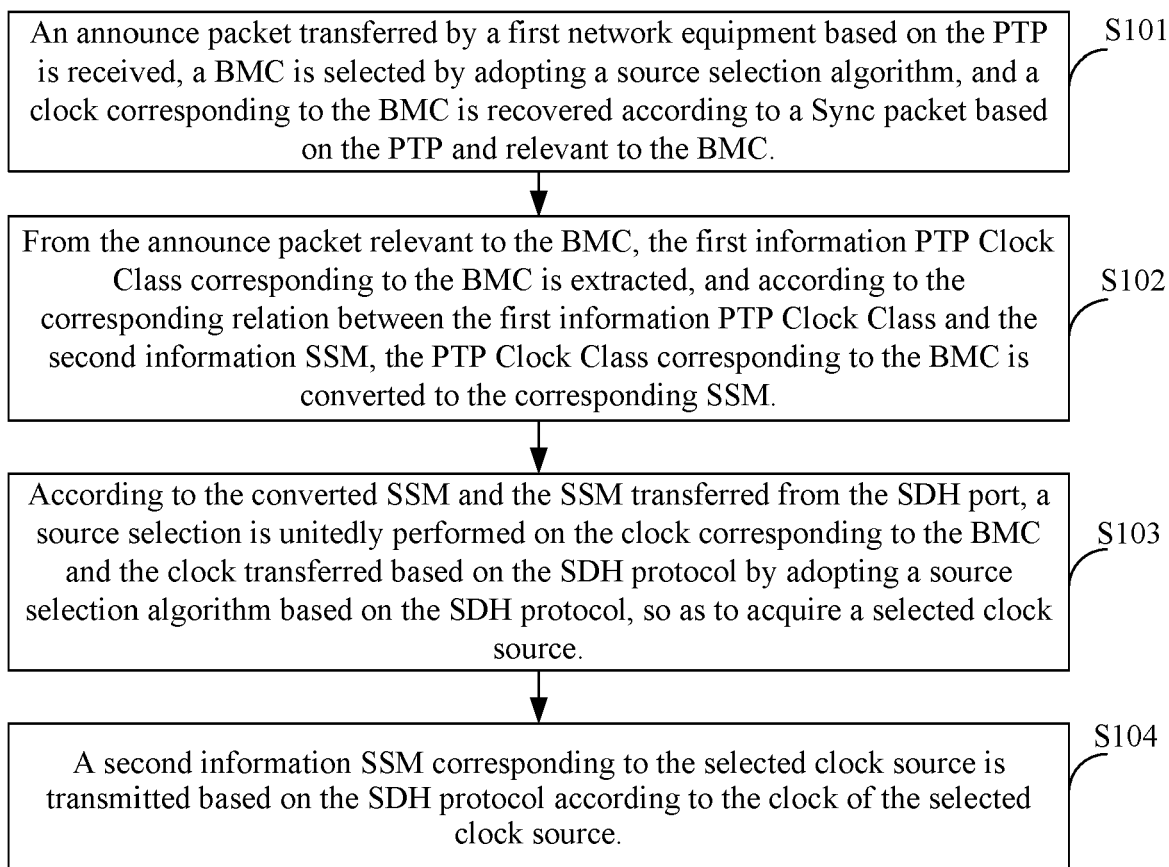 An announce packet transferred by a first network equipment based on the PTP
is received, a BMC is selected by adopting a source selection algorithm, and a
clock corresponding to the BMC is recovered according to a Sync packet based
on the PTP and relevant to the BMC.
S101
From the announce packet relevant to the BMC, the first information PTP Clock
Class corresponding to the BMC is extracted, and according to the
corresponding relation between the first information PTP Clock Class and the
second information SSM, the PTP Clock Class corresponding to the BMC is
converted to the corresponding SSM.
S102
According to the converted SSM and the SSM transferred from the SDH port, a
source selection is unitedly performed on the clock corresponding to the BMC
and the clock transferred based on the SDH protocol by adopting a source
selection algorithm based on the SDH protocol, so as to acquire a selected clock
source.
S103
A second information SSM corresponding to the selected clock source is
transmitted based on the SDH protocol according to the clock of the selected
clock source.
S104